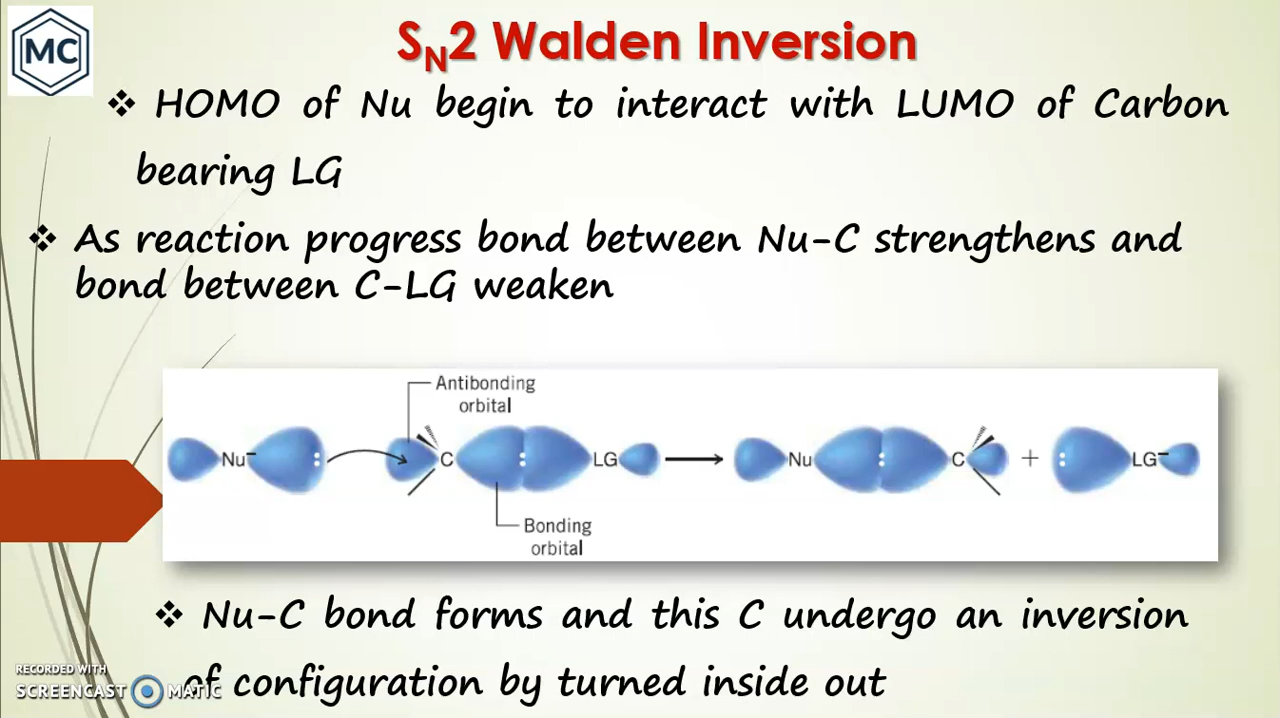 MC
S_N2 Walden Inversion
❖ HOMO of Nu begin to interact with LUMO of Carbon
bearing LG
❖ As reaction progress bond between Nu-C strengthens and
bond between C-LG weaken
Antibonding
orbital
Nu⁻ : C : LG → Nu : C + : LG⁻
Bonding
orbital
❖ Nu-C bond forms and this C undergo an inversion
of configuration by turned inside out
RECORDED WITH
SCREENCAST MATIC